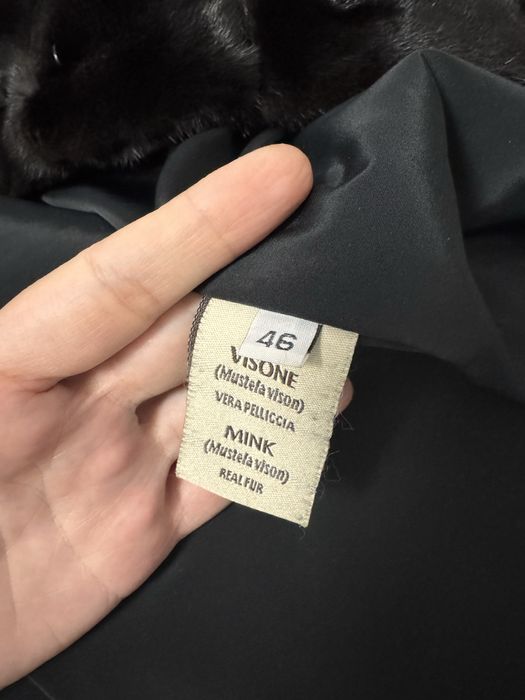 46
VISONE
(Mustela vison)
VERA PELLICCIA
MINK
(Mustela vison)
REAL FUR